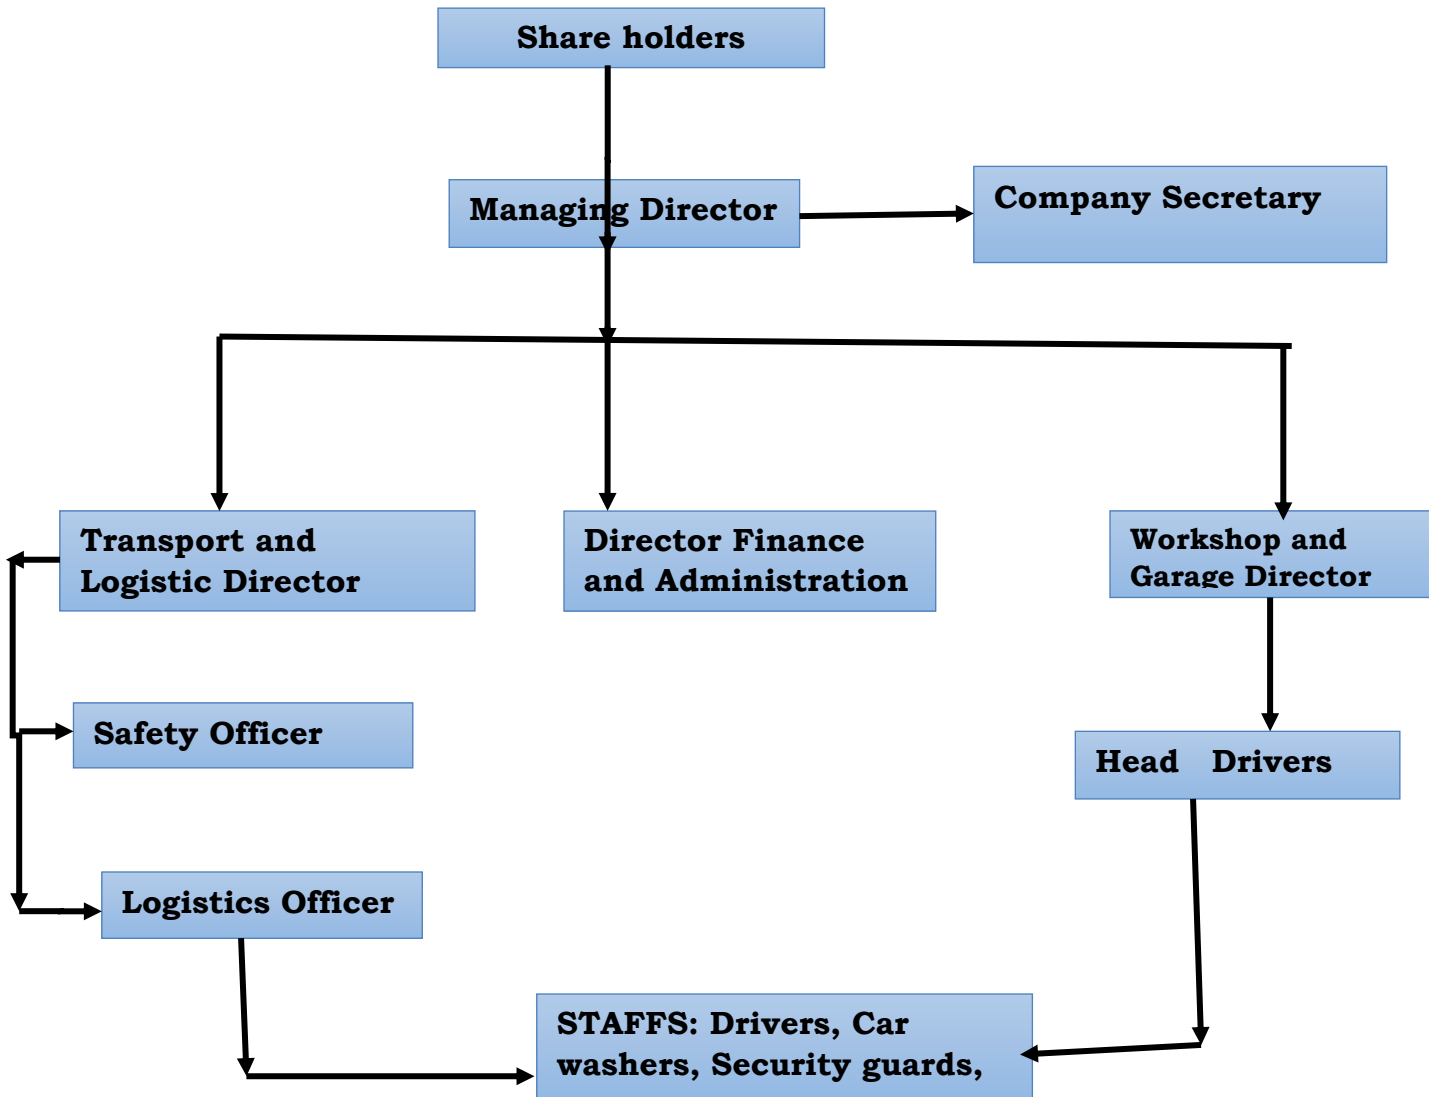 Share holders
Managing Director
Company Secretary
Transport and
Logistic Director
Director Finance
and Administration
Workshop and
Garage Director
Safety Officer
Head Drivers
Logistics Officer
STAFFS: Drivers, Car
washers, Security guards,